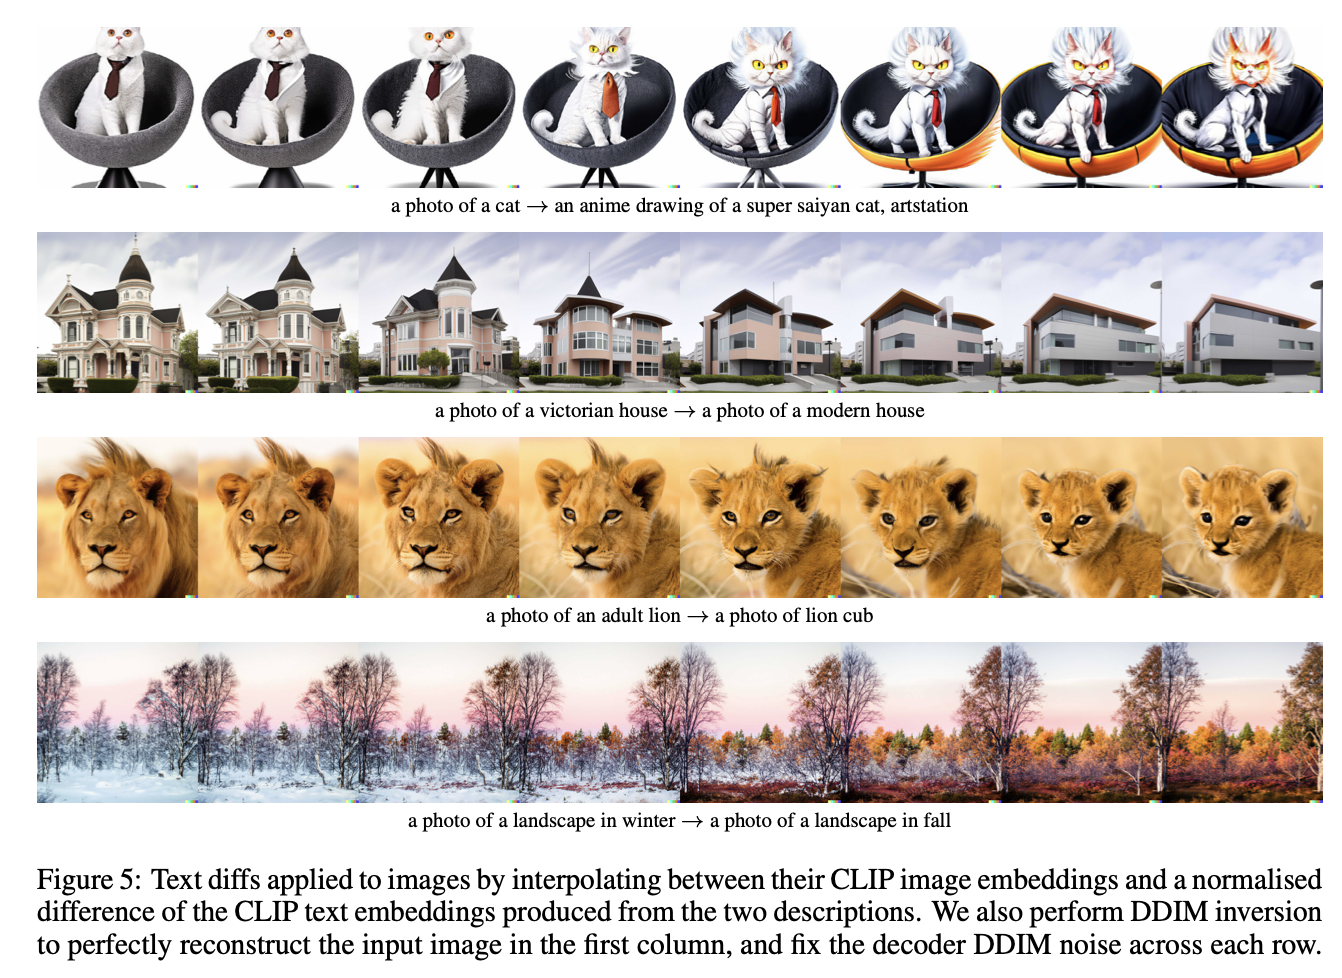 a photo of a cat → an anime drawing of a super saiyan cat, artstation
a photo of a victorian house → a photo of a modern house
a photo of an adult lion → a photo of lion cub
a photo of a landscape in winter → a photo of a landscape in fall
Figure 5: Text diffs applied to images by interpolating between their CLIP image embeddings and a normalised
difference of the CLIP text embeddings produced from the two descriptions. We also perform DDIM inversion
to perfectly reconstruct the input image in the first column, and fix the decoder DDIM noise across each row.